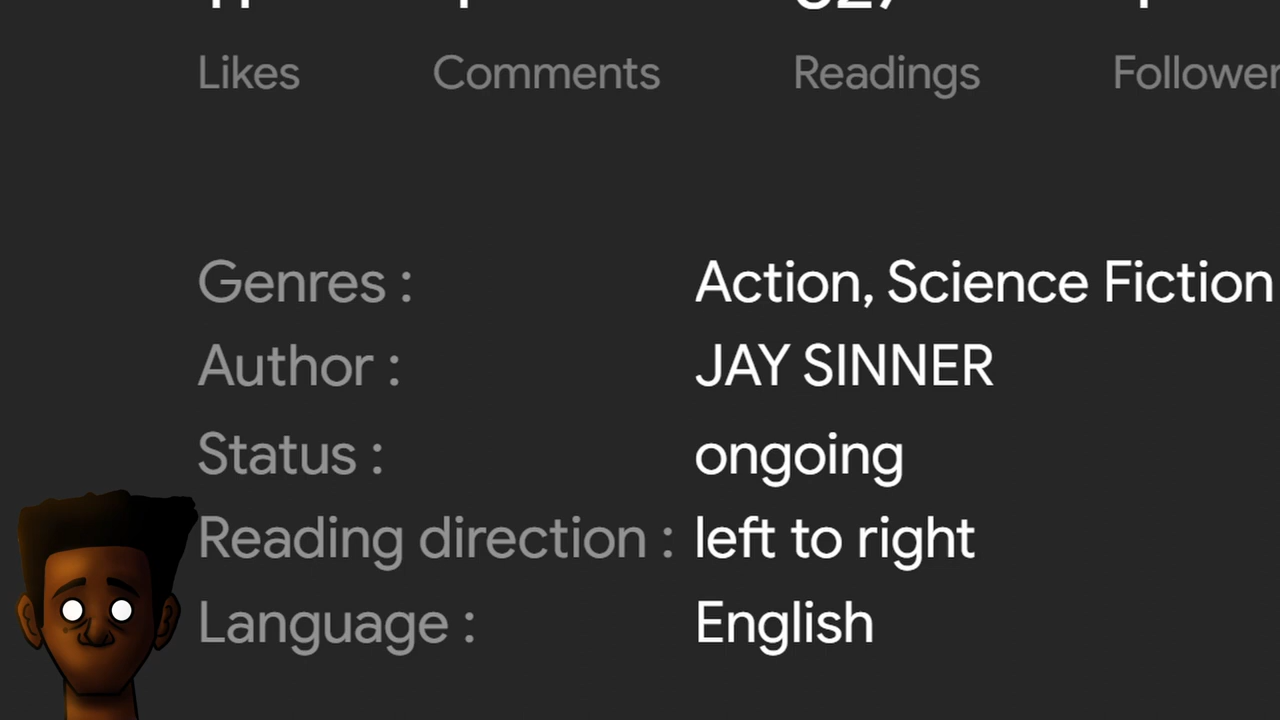 Likes Comments Readings
Genres : Action, Science Fiction
Author : JAY SINNER
Status : ongoing
Reading direction : left to right
Language : English